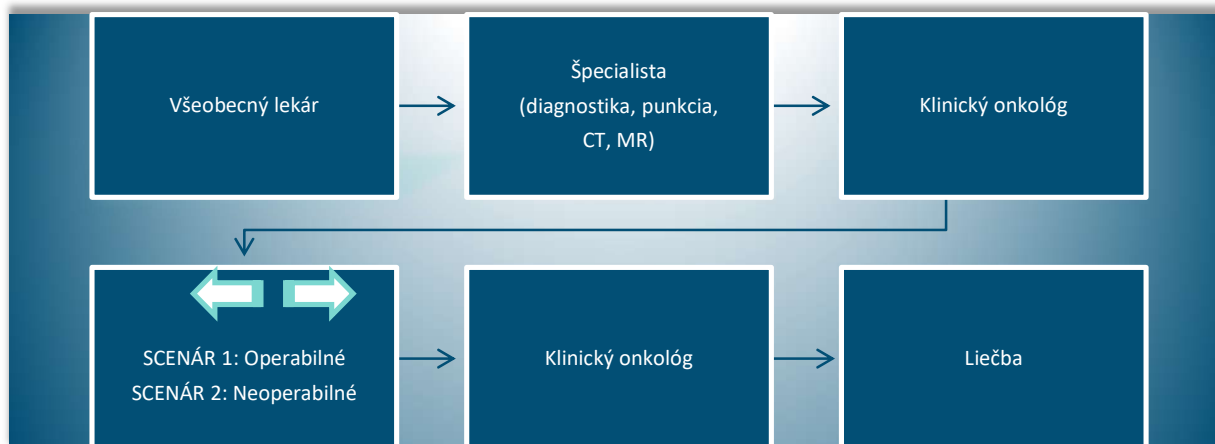 Všeobecný lekár
Špecialista
(diagnostika, punkcia,
CT, MR)
Klinický onkológ
SCENÁR 1: Operabilné
SCENÁR 2: Neoperabilné
Klinický onkológ
Liečba